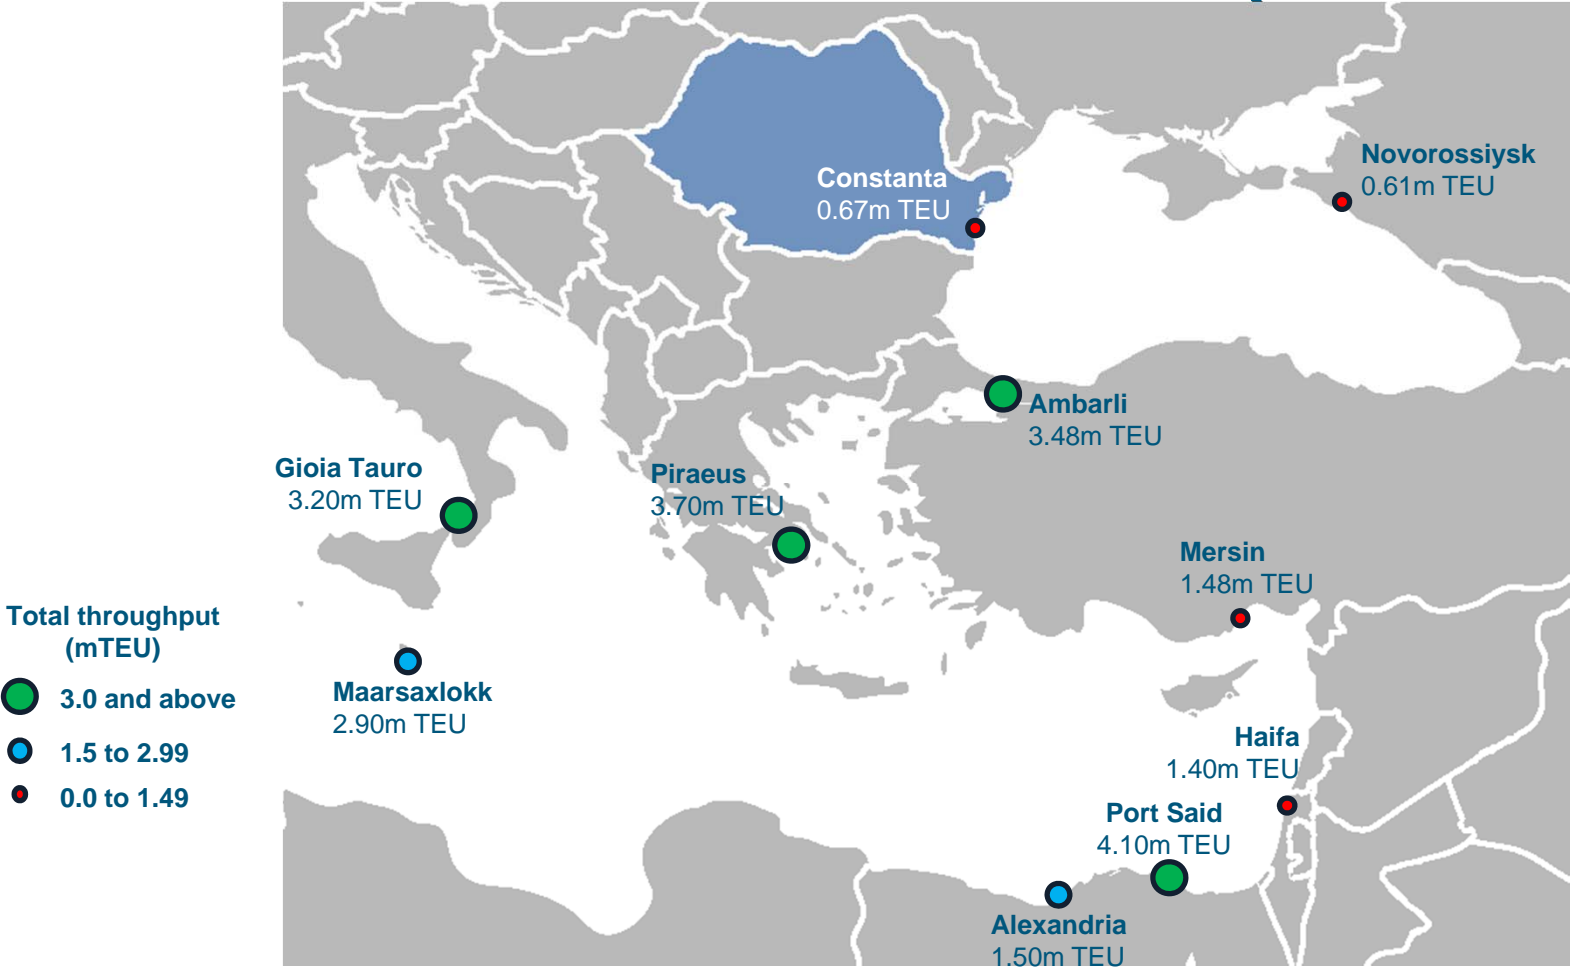 Constanta
0.67m TEU
Novorossiysk
0.61m TEU
Ambarli
3.48m TEU
Gioia Tauro
3.20m TEU
Piraeus
3.70m TEU
Mersin
1.48m TEU
Total throughput
(mTEU)
3.0 and above
1.5 to 2.99
0.0 to 1.49
Maarsaxlokk
2.90m TEU
Haifa
1.40m TEU
Port Said
4.10m TEU
Alexandria
1.50m TEU